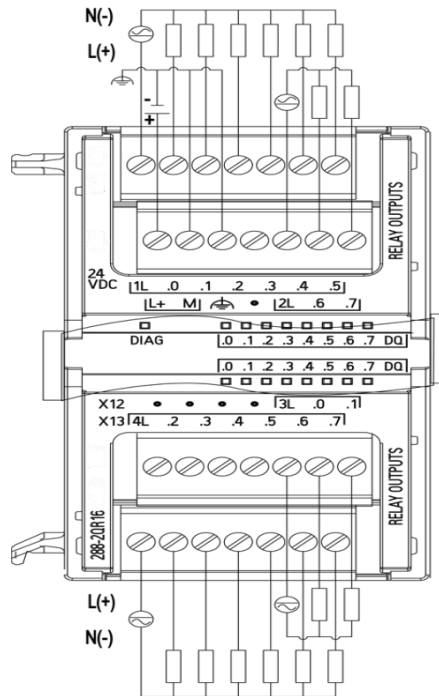 N(-)
L(+)
-
+
RELAY OUTPUTS
24
VDC
1L .0 .1 .2 .3 .4 .5
L+ M 2L .6 .7
DIAG .0 .1 .2 .3 .4 .5 .6 .7 DQ
.0 .1 .2 .3 .4 .5 .6 .7 DQ
X12 3L .0 .1
X13 4L .2 .3 .4 .5 .6 .7
288-2QR16
RELAY OUTPUTS
L(+)
N(-)